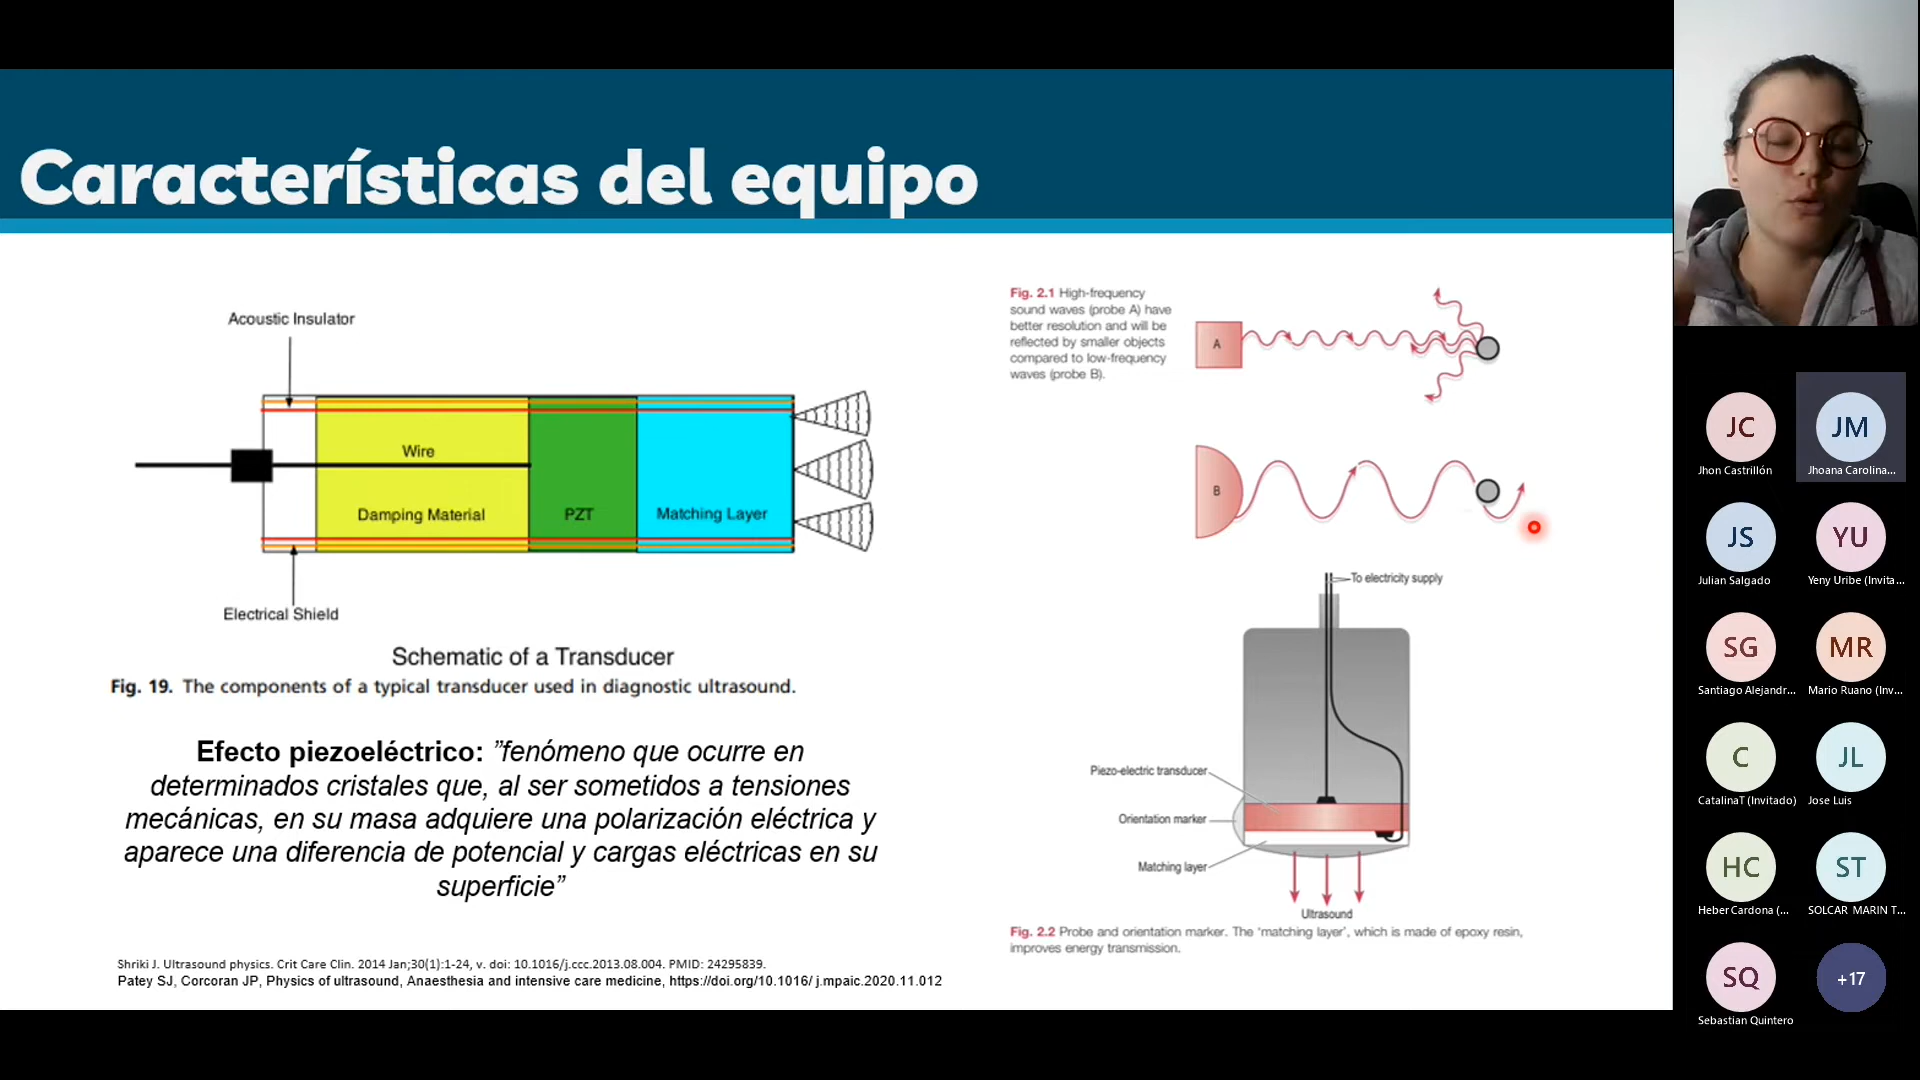 Características del equipo
Acoustic Insulator
Wire
Damping Material
PZT
Matching Layer
Electrical Shield
Schematic of a Transducer
Fig. 19. The components of a typical transducer used in diagnostic ultrasound.
Efecto piezoeléctrico: ”fenómeno que ocurre en
determinados cristales que, al ser sometidos a tensiones
mecánicas, en su masa adquiere una polarización eléctrica y
aparece una diferencia de potencial y cargas eléctricas en su
superficie”
Shriki J. Ultrasound physics. Crit Care Clin. 2014 Jan;30(1):1-24, v. doi: 10.1016/j.ccc.2013.08.004. PMID: 24295839.
Patey SJ, Corcoran JP, Physics of ultrasound, Anaesthesia and intensive care medicine, https://doi.org/10.1016/ j.mpaic.2020.11.012
Fig. 2.1 High-frequency
sound waves (probe A) have
better resolution and will be
reflected by smaller objects
compared to low-frequency
waves (probe B).
A
B
To electricity supply
Piezo-electric transducer
Orientation marker
Matching layer
Ultrasound
Fig. 2.2 Probe and orientation marker. The 'matching layer', which is made of epoxy resin,
improves energy transmission.
JC
Jhon Castrillón
JM
Jhoana Carolina...
JS
Julian Salgado
YU
Yeny Uribe (Invita...
SG
Santiago Alejandr...
MR
Mario Ruano (Inv...
C
CatalinaT (Invitado)
JL
Jose Luis
HC
Heber Cardona (...
ST
SOLCAR MARIN T...
SQ
Sebastian Quintero
+17